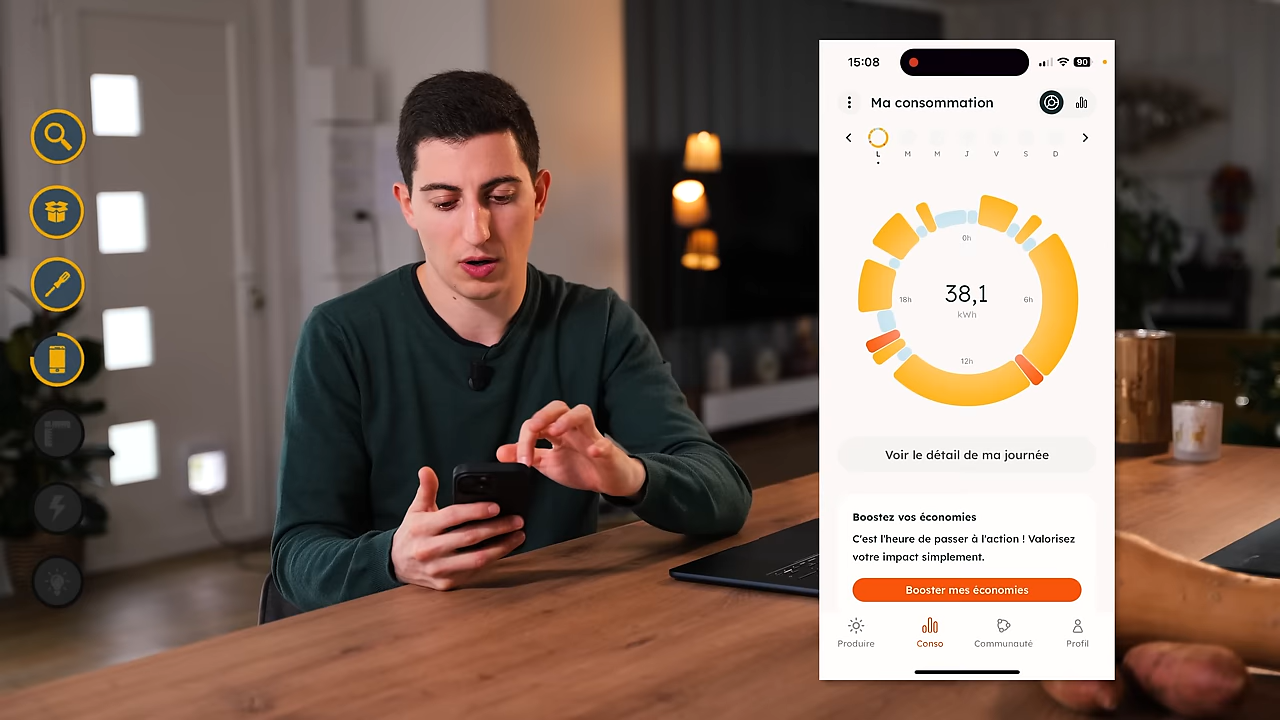 15:08
90
Ma consommation
L M M J V S D
0h
38,1
kWh
18h
6h
12h
Voir le détail de ma journée
Boostez vos économies
C'est l'heure de passer à l'action ! Valorisez
votre impact simplement.
Booster mes économies
Produire Conso Communauté Profil